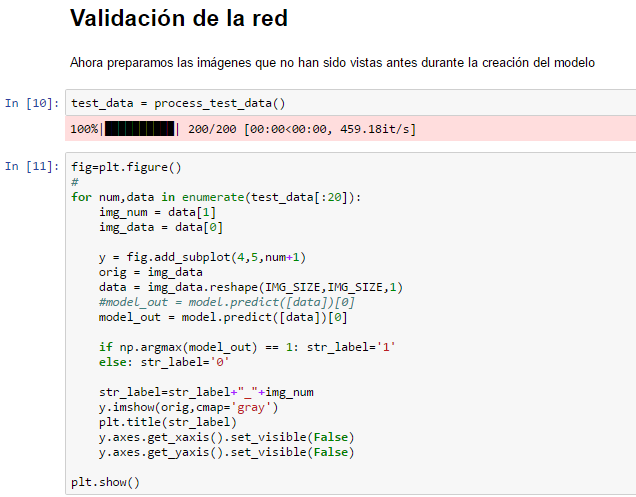 Validación de la red
Ahora preparamos las imágenes que no han sido vistas antes durante la creación del modelo
In [10]: test_data = process_test_data()
100%|██████████| 200/200 [00:00<00:00, 459.18it/s]
In [11]: fig=plt.figure()
#
for num,data in enumerate(test_data[:20]):
    img_num = data[1]
    img_data = data[0]

    y = fig.add_subplot(4,5,num+1)
    orig = img_data
    data = img_data.reshape(IMG_SIZE,IMG_SIZE,1)
    #model_out = model.predict([data])[0]
    model_out = model.predict([data])[0]

    if np.argmax(model_out) == 1: str_label='1'
    else: str_label='0'

    str_label=str_label+"_"+img_num
    y.imshow(orig,cmap='gray')
    plt.title(str_label)
    y.axes.get_xaxis().set_visible(False)
    y.axes.get_yaxis().set_visible(False)

plt.show()